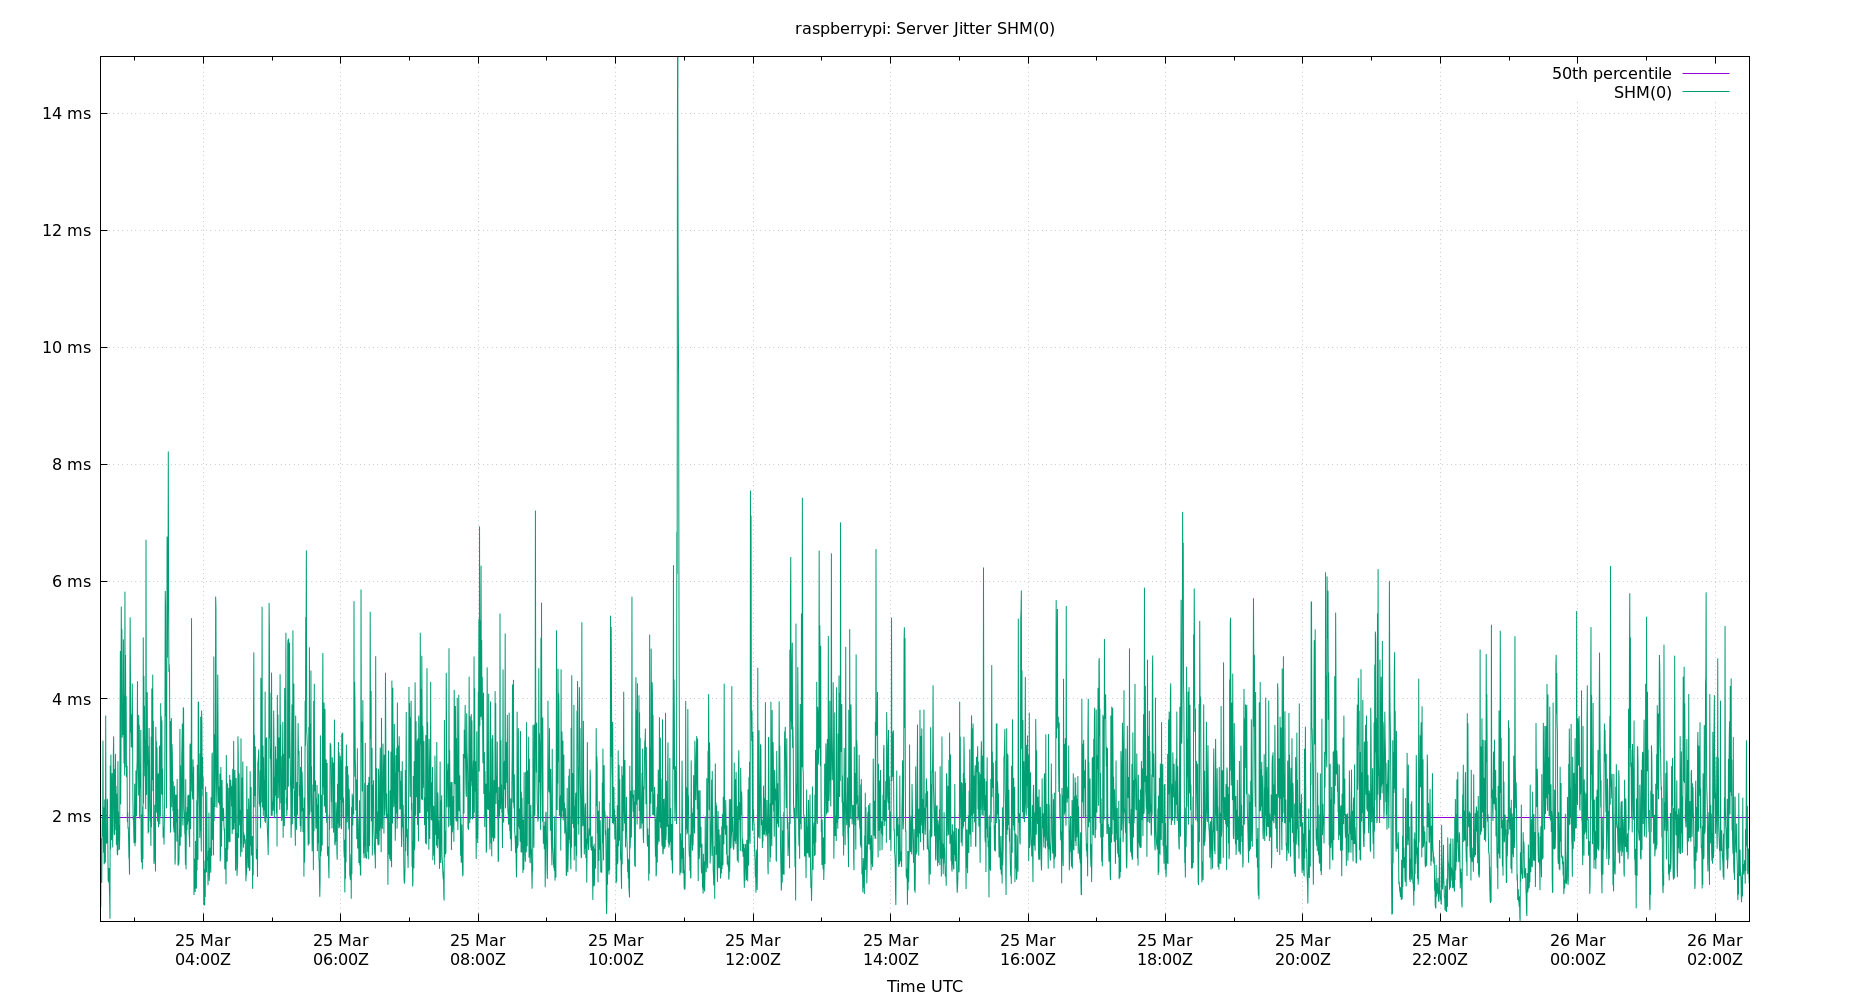 raspberrypi: Server Jitter SHM(0)
50th percentile
SHM(0)
14 ms
12 ms
10 ms
8 ms
6 ms
4 ms
2 ms
25 Mar 25 Mar 25 Mar 25 Mar 25 Mar 25 Mar 25 Mar 25 Mar 25 Mar 25 Mar 26 Mar 26 Mar
04:00Z 06:00Z 08:00Z 10:00Z 12:00Z 14:00Z 16:00Z 18:00Z 20:00Z 22:00Z 00:00Z 02:00Z
Time UTC